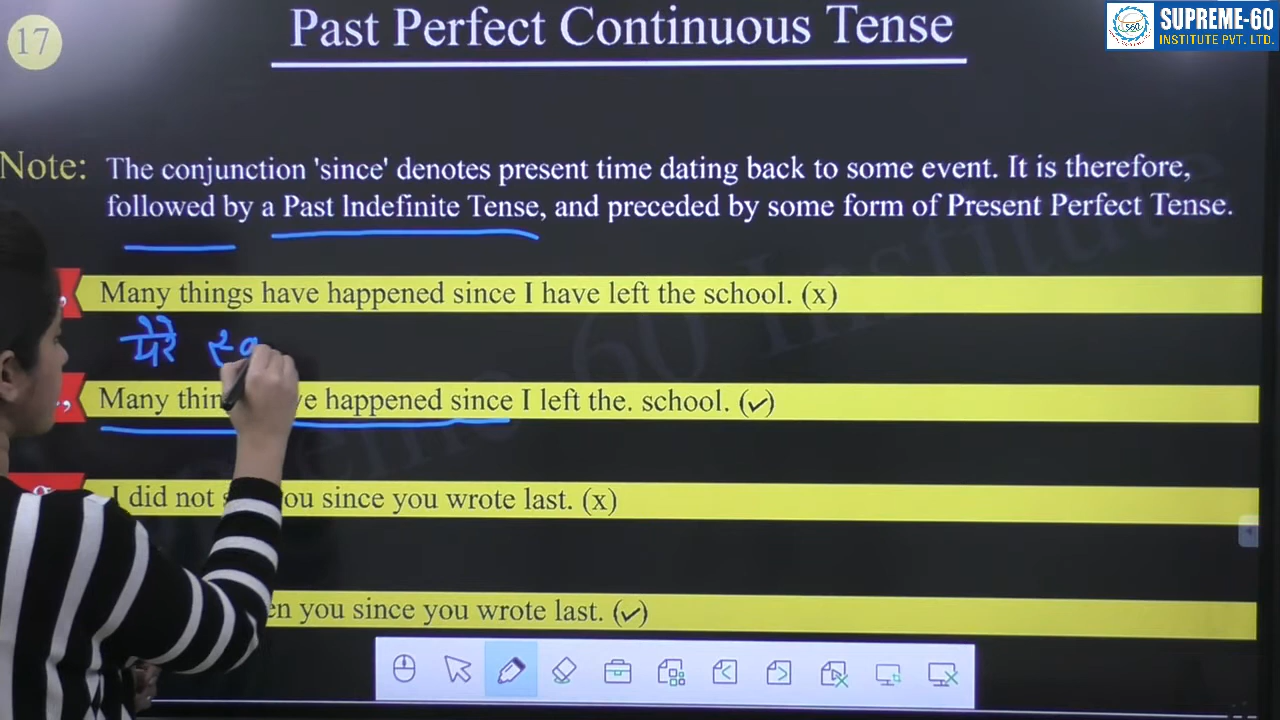 17
Past Perfect Continuous Tense
SUPREME-60
INSTITUTE PVT. LTD.
Note: The conjunction 'since' denotes present time dating back to some event. It is therefore,
followed by a Past lndefinite Tense, and preceded by some form of Present Perfect Tense.
Many things have happened since I have left the school. (x)
मेरे
Many thin ve happened since I left the. school. (✓)
I did not ou since you wrote last. (x)
en you since you wrote last. (✓)